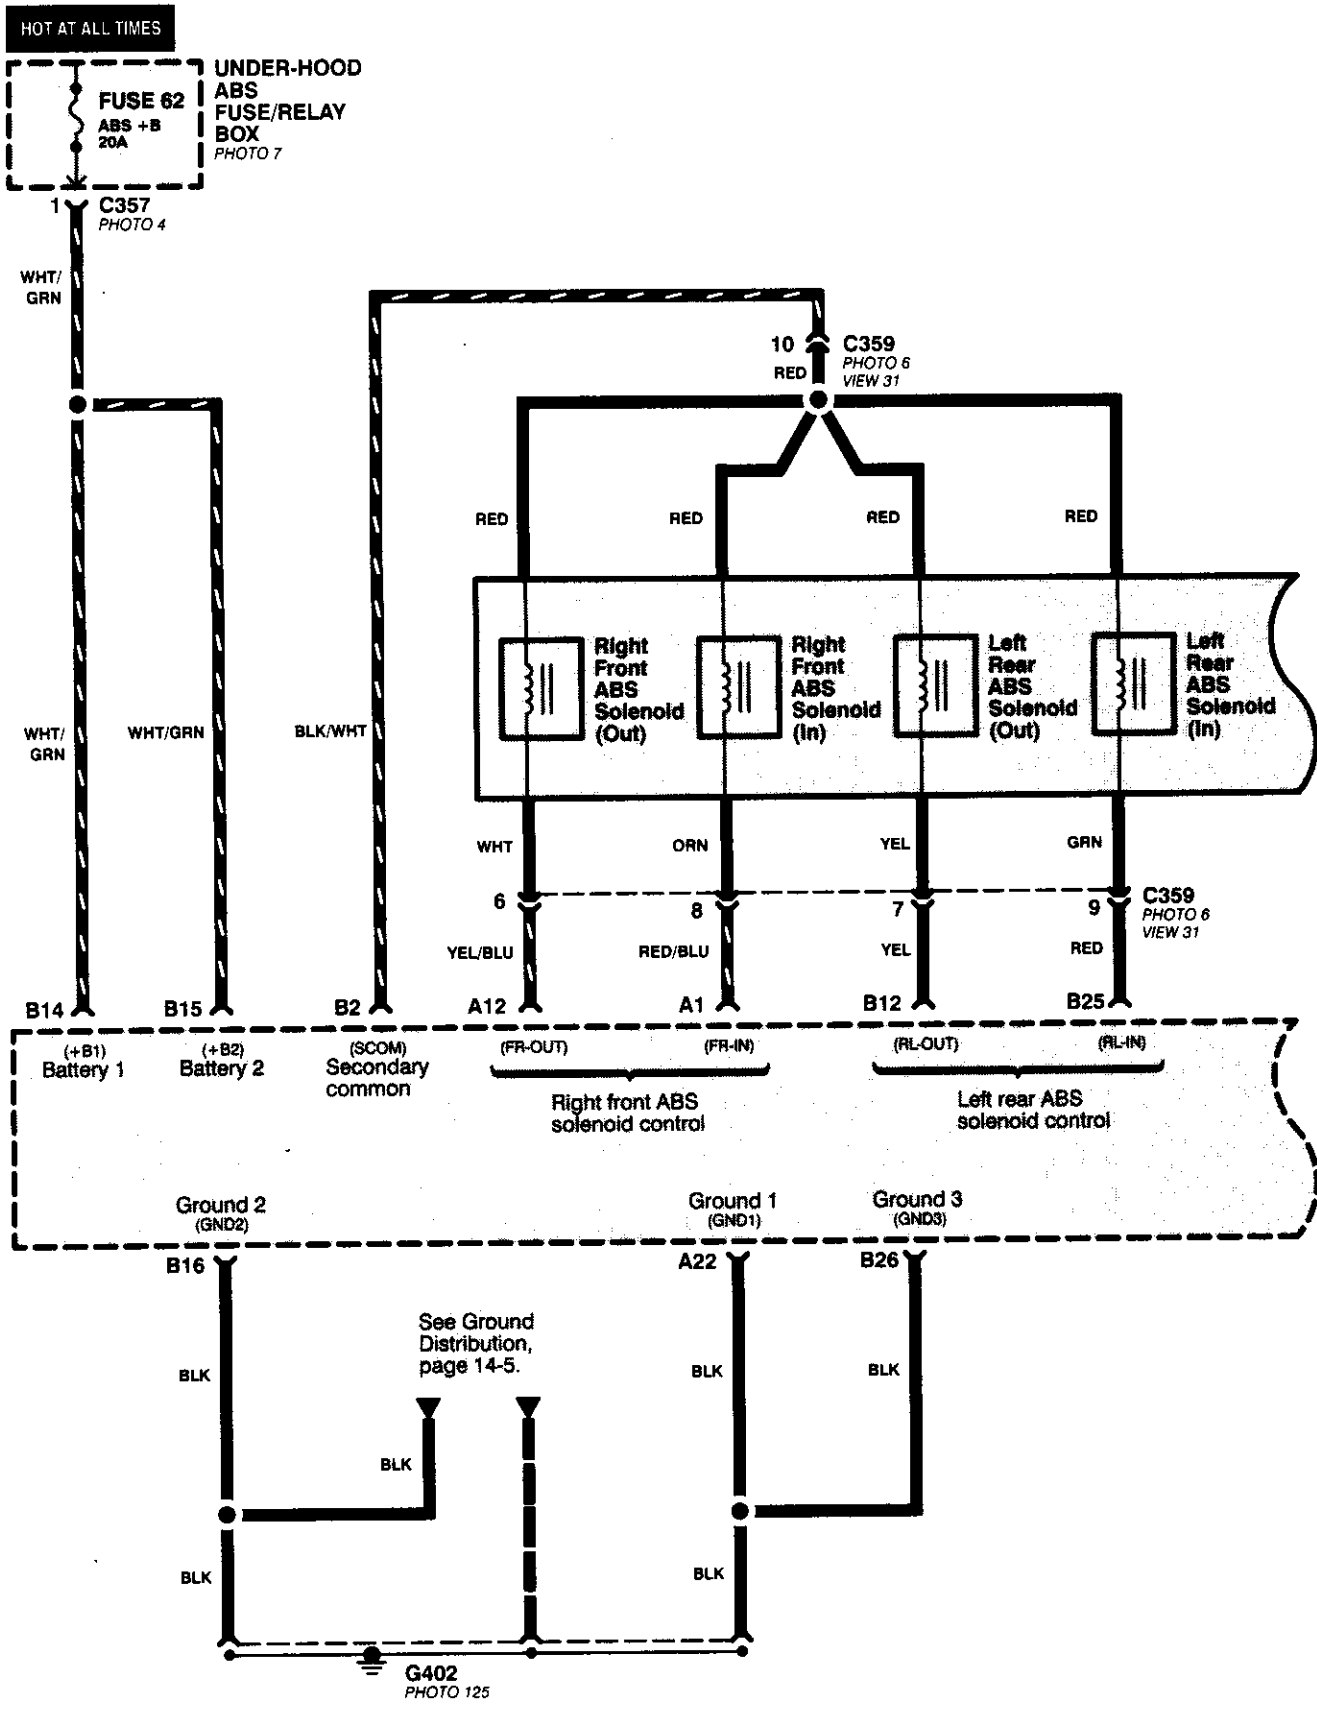 HOT AT ALL TIMES
FUSE 62
ABS +B
20A
UNDER-HOOD
ABS
FUSE/RELAY
BOX
PHOTO 7
1
C357
PHOTO 4
WHT/
GRN
10
C359
PHOTO 6
VIEW 31
RED
RED
RED
RED
RED
Right
Front
ABS
Solenoid
(Out)
Right
Front
ABS
Solenoid
(In)
Left
Rear
ABS
Solenoid
(Out)
Left
Rear
ABS
Solenoid
(In)
WHT/
GRN
WHT/GRN
BLK/WHT
WHT
ORN
YEL
GRN
6
8
7
9
C359
PHOTO 6
VIEW 31
YEL/BLU
RED/BLU
YEL
RED
B14
B15
B2
A12
A1
B12
B25
(+B1)
Battery 1
(+B2)
Battery 2
(SCOM)
Secondary
common
(FR-OUT)
(FR-IN)
(RL-OUT)
(RL-IN)
Right front ABS
solenoid control
Left rear ABS
solenoid control
Ground 2
(GND2)
Ground 1
(GND1)
Ground 3
(GND3)
B16
A22
B26
See Ground
Distribution,
page 14-5.
BLK
BLK
BLK
BLK
BLK
BLK
G402
PHOTO 125